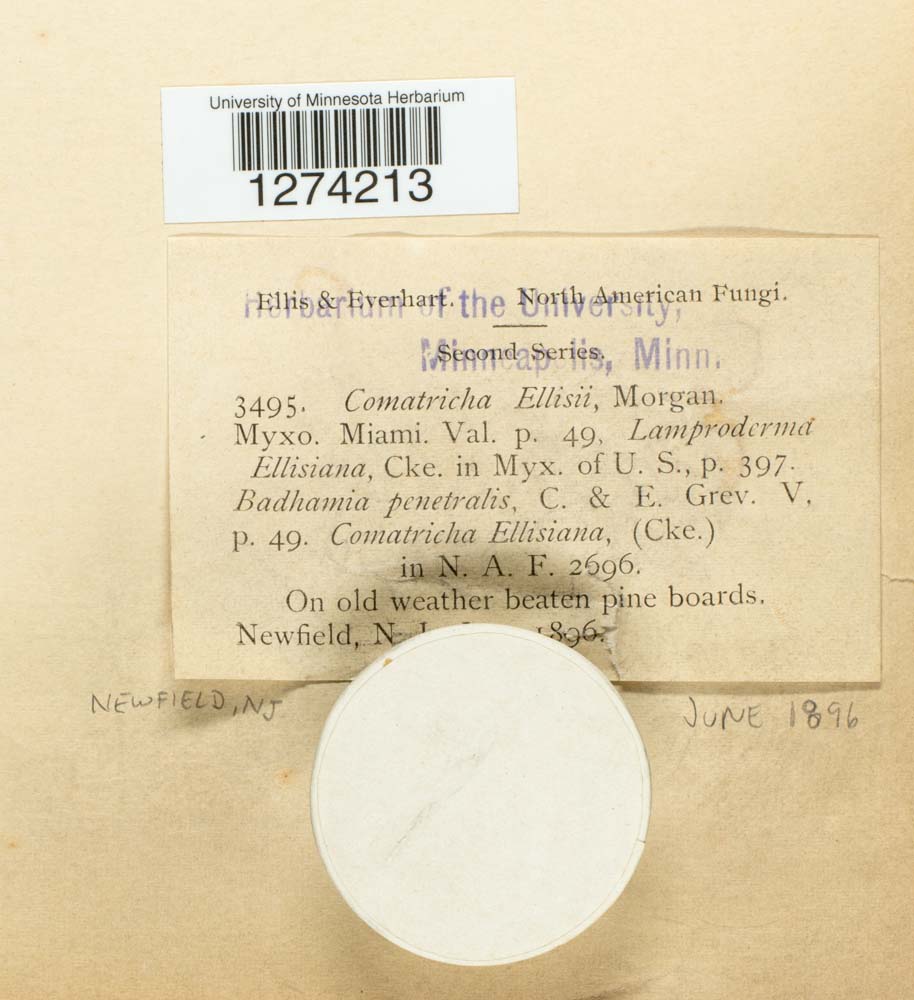 University of Minnesota Herbarium
1274213
Ellis & Everhart. North American Fungi.
Herbarium of the University,
Second Series.
Minneapolis, Minn.
3495. Comatricha Ellisii, Morgan.
Myxo. Miami. Val. p. 49, Lamproderma
Ellisiana, Cke. in Myx. of U. S., p. 397.
Badhamia penetralis, C. & E. Grev. V,
p. 49. Comatricha Ellisiana, (Cke.)
in N. A. F. 2696.
On old weather beaten pine boards.
Newfield, N. 1896.
NEWFIELD, NJ
JUNE 1896